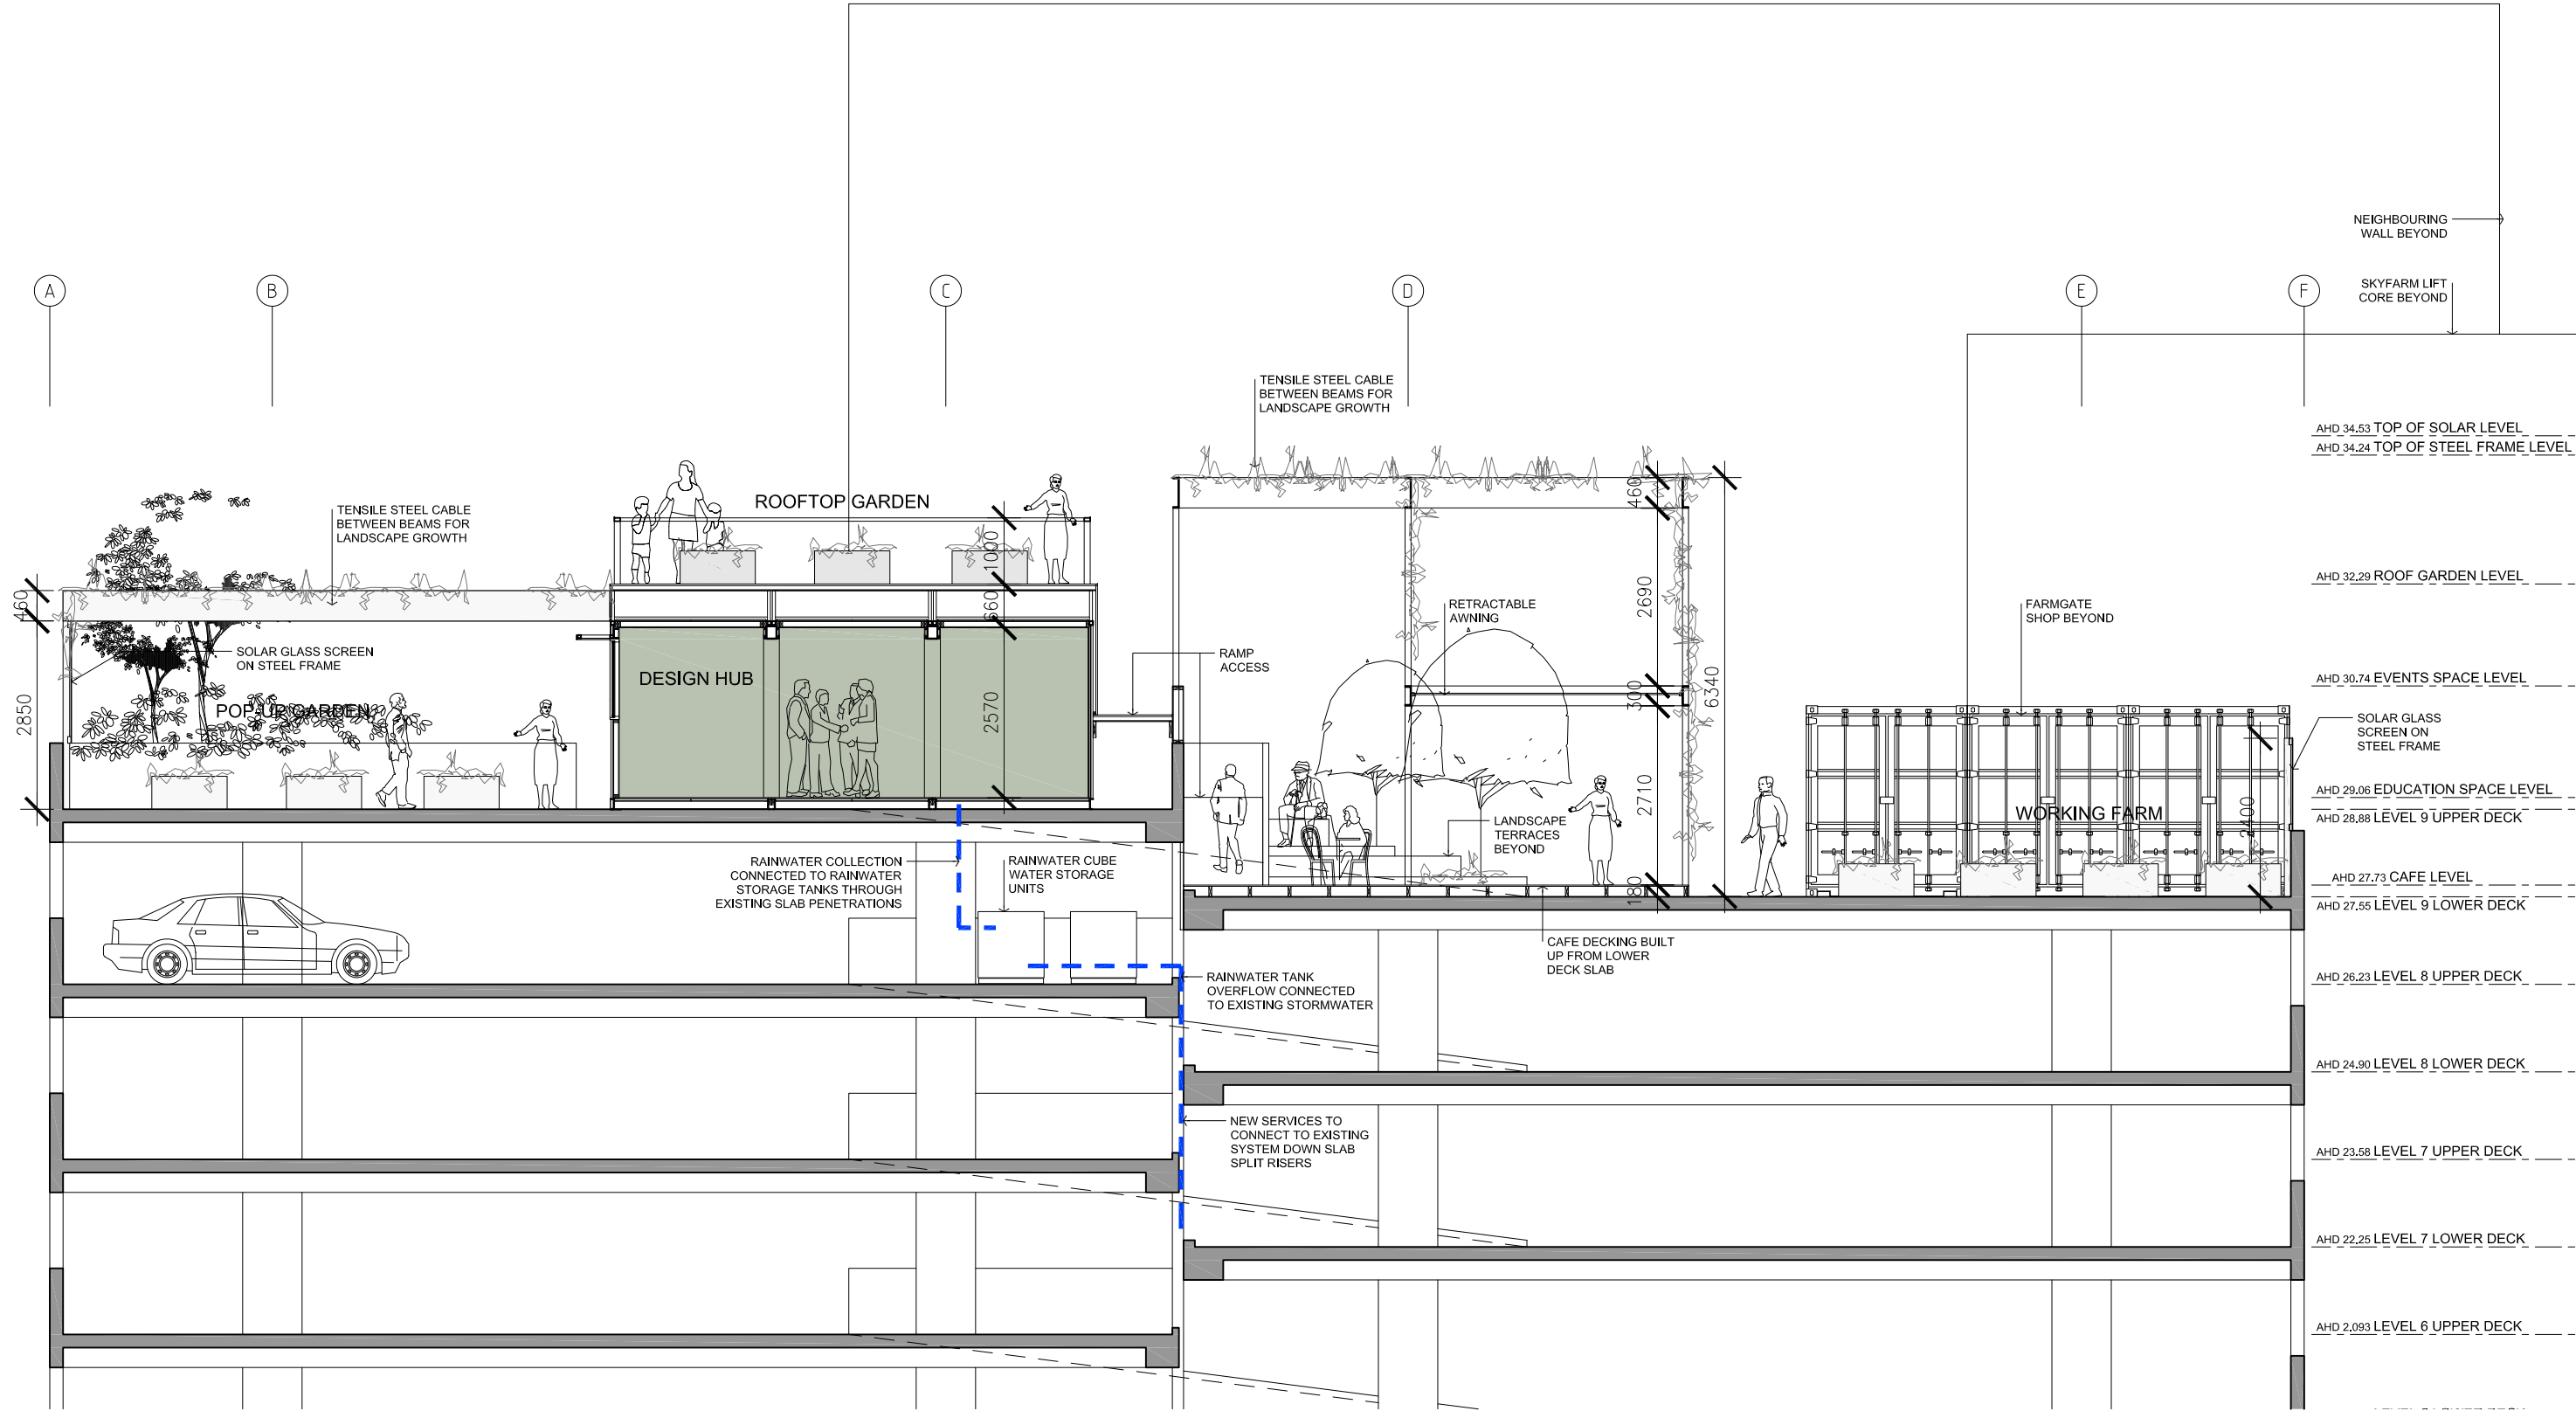 NEIGHBOURING
WALL BEYOND
SKYFARM LIFT
CORE BEYOND
A
B
C
D
E
F
TENSILE STEEL CABLE
BETWEEN BEAMS FOR
LANDSCAPE GROWTH
AHD 34.53 TOP OF SOLAR LEVEL
AHD 34.24 TOP OF STEEL FRAME LEVEL
ROOFTOP GARDEN
TENSILE STEEL CABLE
BETWEEN BEAMS FOR
LANDSCAPE GROWTH
460
1000
AHD 32.29 ROOF GARDEN LEVEL
460
660
2690
RETRACTABLE
AWNING
FARMGATE
SHOP BEYOND
SOLAR GLASS SCREEN
ON STEEL FRAME
DESIGN HUB
RAMP
ACCESS
AHD 30.74 EVENTS SPACE LEVEL
2850
POP-UP GARDEN
2570
300
6340
SOLAR GLASS
SCREEN ON
STEEL FRAME
AHD 29.06 EDUCATION SPACE LEVEL
2710
WORKING FARM
2400
AHD 28.88 LEVEL 9 UPPER DECK
LANDSCAPE
TERRACES
BEYOND
RAINWATER COLLECTION
CONNECTED TO RAINWATER
STORAGE TANKS THROUGH
EXISTING SLAB PENETRATIONS
RAINWATER CUBE
WATER STORAGE
UNITS
180
AHD 27.73 CAFE LEVEL
AHD 27.55 LEVEL 9 LOWER DECK
CAFE DECKING BUILT
UP FROM LOWER
DECK SLAB
RAINWATER TANK
OVERFLOW CONNECTED
TO EXISTING STORMWATER
AHD 26.23 LEVEL 8 UPPER DECK
AHD 24.90 LEVEL 8 LOWER DECK
NEW SERVICES TO
CONNECT TO EXISTING
SYSTEM DOWN SLAB
SPLIT RISERS
AHD 23.58 LEVEL 7 UPPER DECK
AHD 22.25 LEVEL 7 LOWER DECK
AHD 2,093 LEVEL 6 UPPER DECK